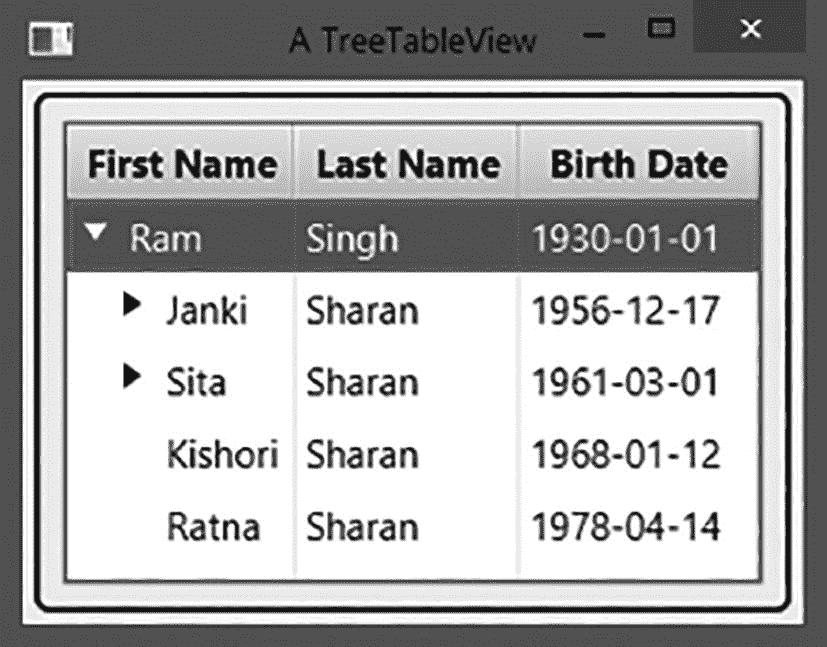 A TreeTableView
First Name Last Name Birth Date
Ram Singh 1930-01-01
Janki Sharan 1956-12-17
Sita Sharan 1961-03-01
Kishori Sharan 1968-01-12
Ratna Sharan 1978-04-14